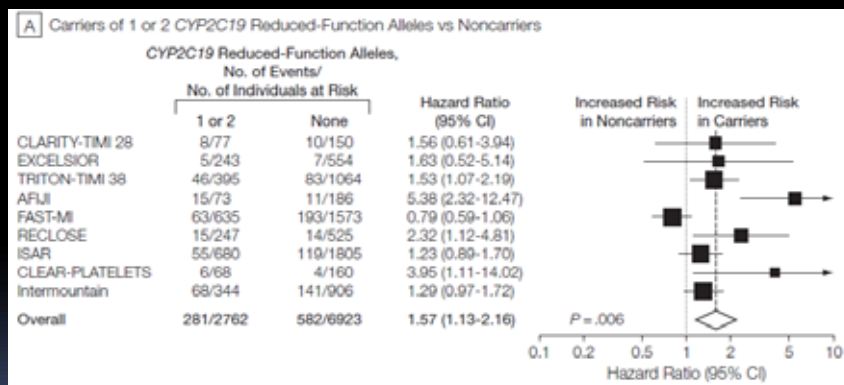 A Carriers of 1 or 2 CYP2C19 Reduced-Function Alleles vs Noncarriers
CYP2C19 Reduced-Function Alleles,
No. of Events/
No. of Individuals at Risk
1 or 2 None Hazard Ratio (95% CI) Increased Risk in Noncarriers Increased Risk in Carriers
CLARITY-TIMI 28 8/77 10/150 1.56 (0.61-3.94)
EXCELSIOR 5/243 7/554 1.63 (0.52-5.14)
TRITON-TIMI 38 46/395 83/1064 1.53 (1.07-2.19)
AFIJI 15/73 11/186 5.38 (2.32-12.47)
FAST-MI 63/635 193/1573 0.79 (0.59-1.06)
RECLOSE 15/247 14/525 2.32 (1.12-4.81)
ISAR 55/680 119/1805 1.23 (0.89-1.70)
CLEAR-PLATELETS 6/68 4/160 3.95 (1.11-14.02)
Intermountain 68/344 141/906 1.29 (0.97-1.72)
Overall 281/2762 582/6923 1.57 (1.13-2.16) P = .006
0.1 0.2 0.5 1 2 5 10
Hazard Ratio (95% CI)